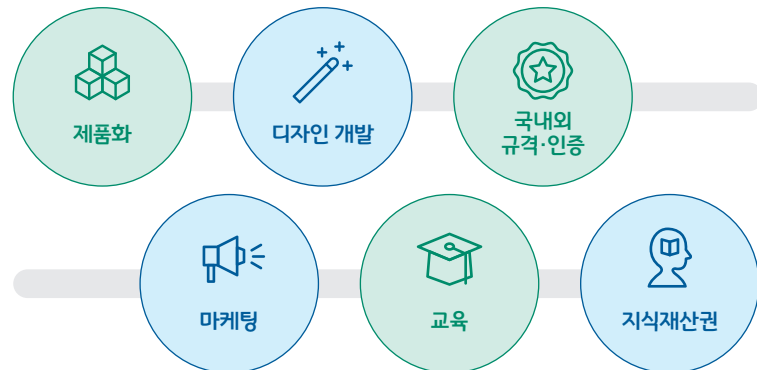 제품화
디자인 개발
국내외
규격·인증
마케팅
교육
지식재산권